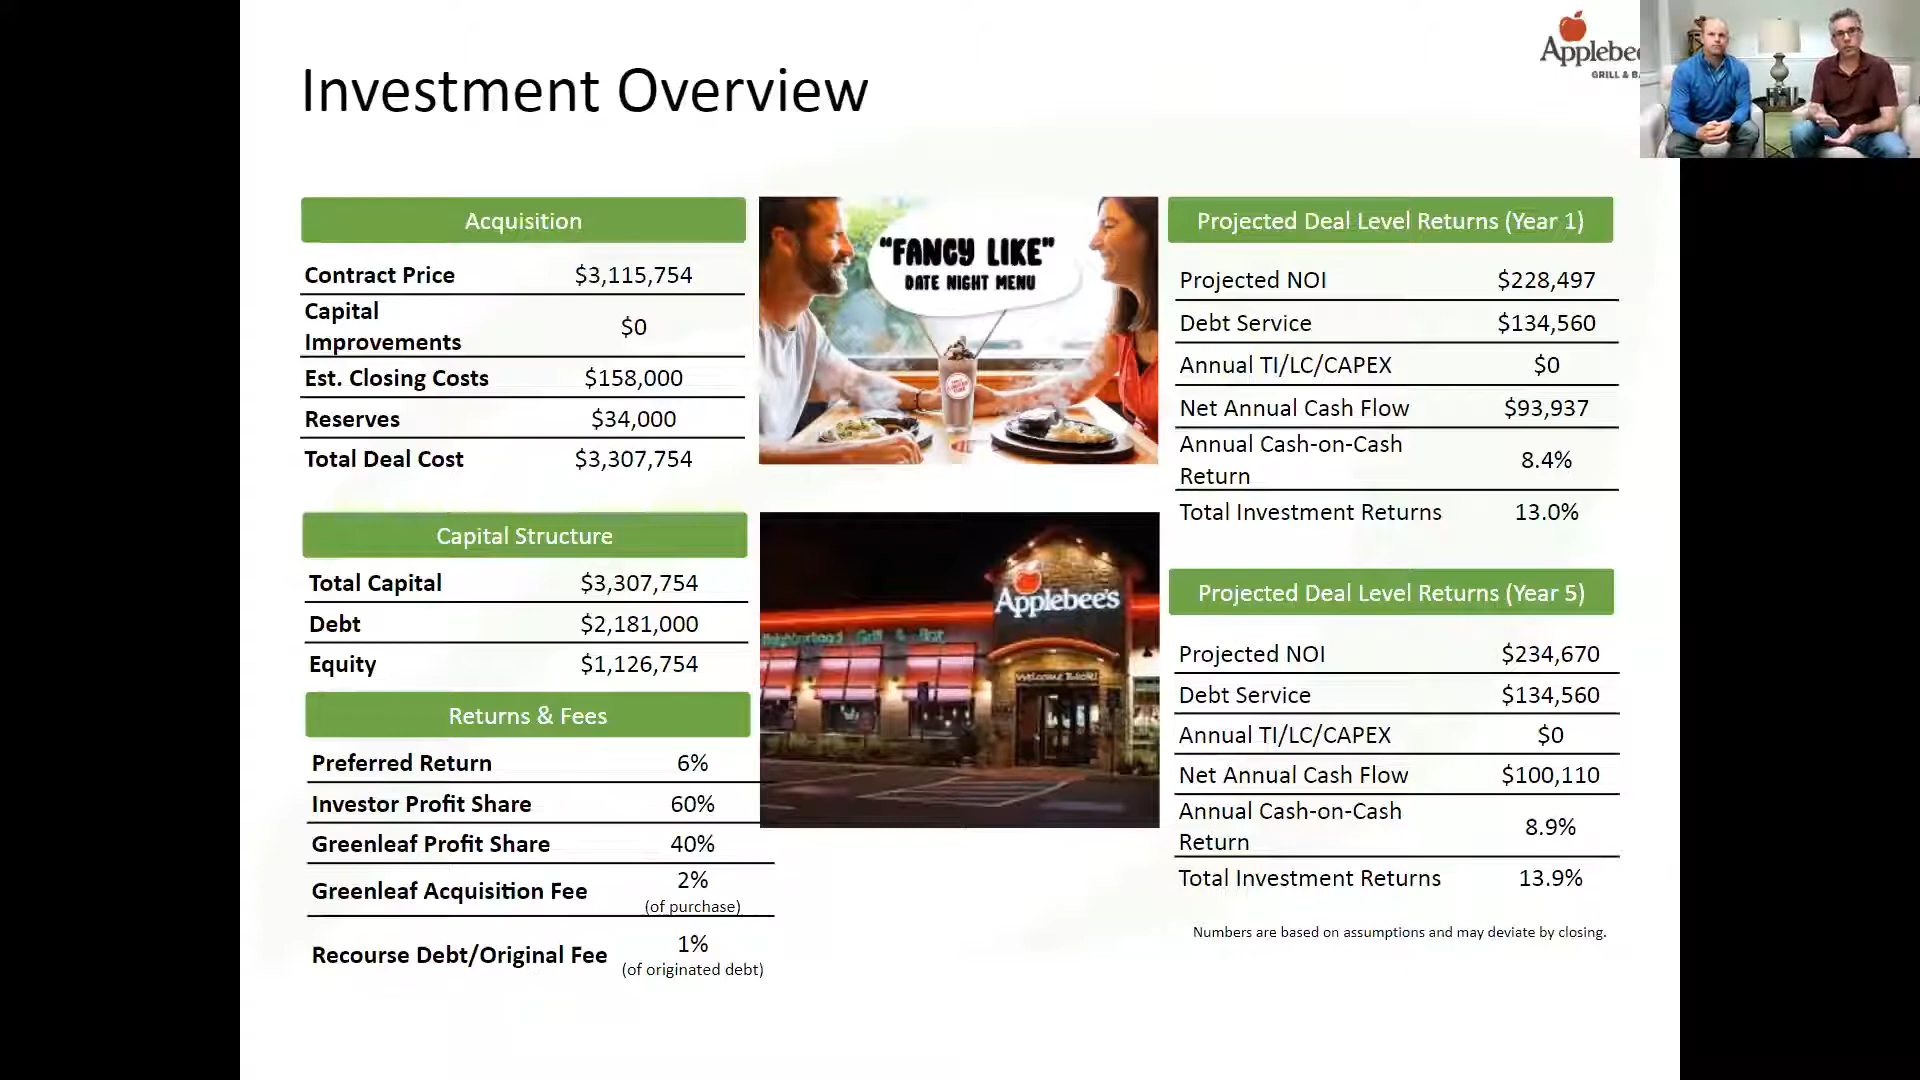 Investment Overview
Applebee
GRILL & BA
Acquisition
Contract Price $3,115,754
Capital
Improvements $0
Est. Closing Costs $158,000
Reserves $34,000
Total Deal Cost $3,307,754
Capital Structure
Total Capital $3,307,754
Debt $2,181,000
Equity $1,126,754
Returns & Fees
Preferred Return 6%
Investor Profit Share 60%
Greenleaf Profit Share 40%
Greenleaf Acquisition Fee 2%
(of purchase)
Recourse Debt/Original Fee 1%
(of originated debt)
"FANCY LIKE"
DATE NIGHT MENU
Applebee's
Neighborhood Grill & Bar
Projected Deal Level Returns (Year 1)
Projected NOI $228,497
Debt Service $134,560
Annual TI/LC/CAPEX $0
Net Annual Cash Flow $93,937
Annual Cash-on-Cash
Return 8.4%
Total Investment Returns 13.0%
Projected Deal Level Returns (Year 5)
Projected NOI $234,670
Debt Service $134,560
Annual TI/LC/CAPEX $0
Net Annual Cash Flow $100,110
Annual Cash-on-Cash
Return 8.9%
Total Investment Returns 13.9%
Numbers are based on assumptions and may deviate by closing.